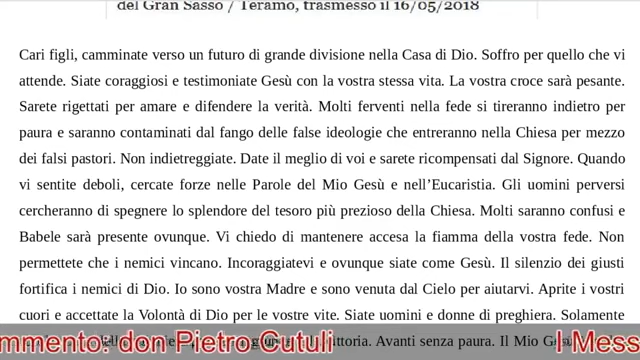 del Gran Sasso / Teramo, trasmesso il 16/05/2018
Cari figli, camminate verso un futuro di grande divisione nella Casa di Dio. Soffro per quello che vi
attende. Siate coraggiosi e testimoniate Gesù con la vostra stessa vita. La vostra croce sarà pesante.
Sarete rigettati per amare e difendere la verità. Molti ferventi nella fede si tireranno indietro per
paura e saranno contaminati dal fango delle false ideologie che entreranno nella Chiesa per mezzo
dei falsi pastori. Non indietreggiate. Date il meglio di voi e sarete ricompensati dal Signore. Quando
vi sentite deboli, cercate forze nelle Parole del Mio Gesù e nell’Eucaristia. Gli uomini perversi
cercheranno di spegnere lo splendore del tesoro più prezioso della Chiesa. Molti saranno confusi e
Babele sarà presente ovunque. Vi chiedo di mantenere accesa la fiamma della vostra fede. Non
permettete che i nemici vincano. Incoraggiatevi e ovunque siate come Gesù. Il silenzio dei giusti
fortifica i nemici di Dio. Io sono vostra Madre e sono venuta dal Cielo per aiutarvi. Aprite i vostri
cuori e accettate la Volontà di Dio per le vostre vite. Siate uomini e donne di preghiera. Solamente
vittoria. Avanti senza paura. Il Mio
mmento: don Pietro Cutuli I Mess